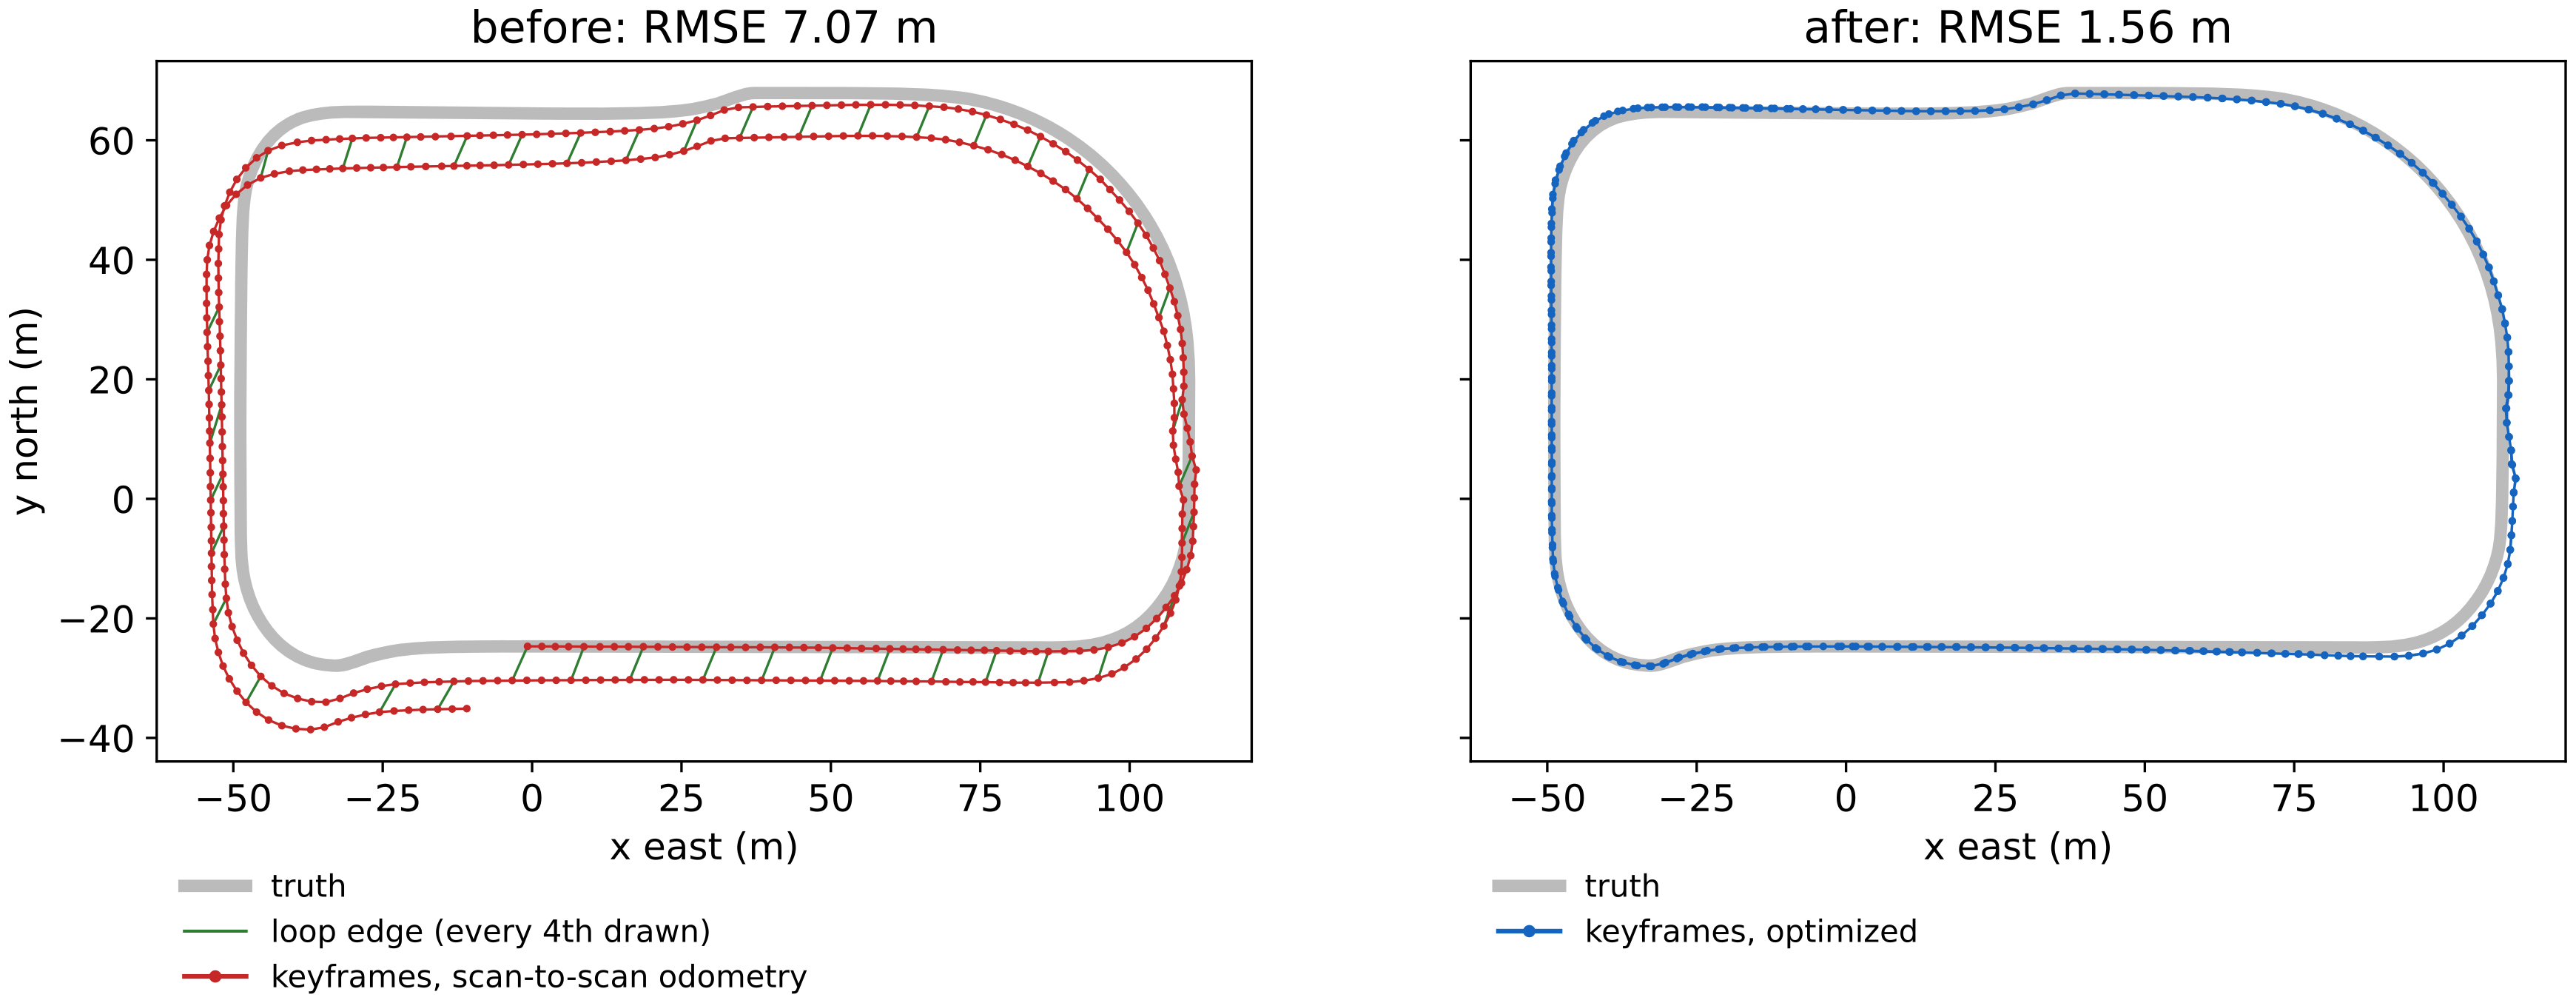 before: RMSE 7.07 m
after: RMSE 1.56 m
y north (m)
60
40
20
0
−20
−40
−50 −25 0 25 50 75 100
x east (m)
−50 −25 0 25 50 75 100
x east (m)
truth
loop edge (every 4th drawn)
keyframes, scan-to-scan odometry
truth
keyframes, optimized